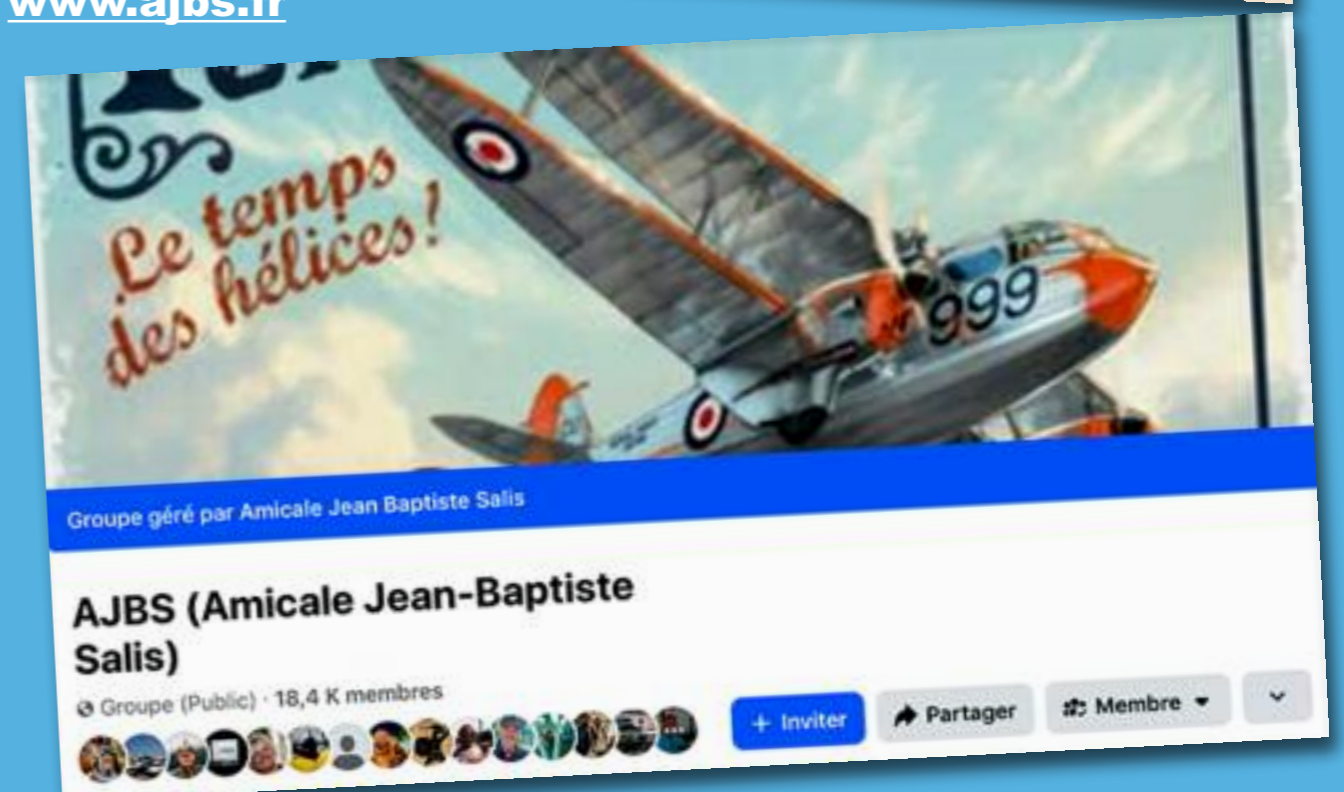 www.ajbs.fr
Le temps
des hélices!
999
Groupe géré par Amicale Jean Baptiste Salis
AJBS (Amicale Jean-Baptiste
Salis)
Groupe (Public) · 18,4 K membres
+ Inviter
Partager
Membre